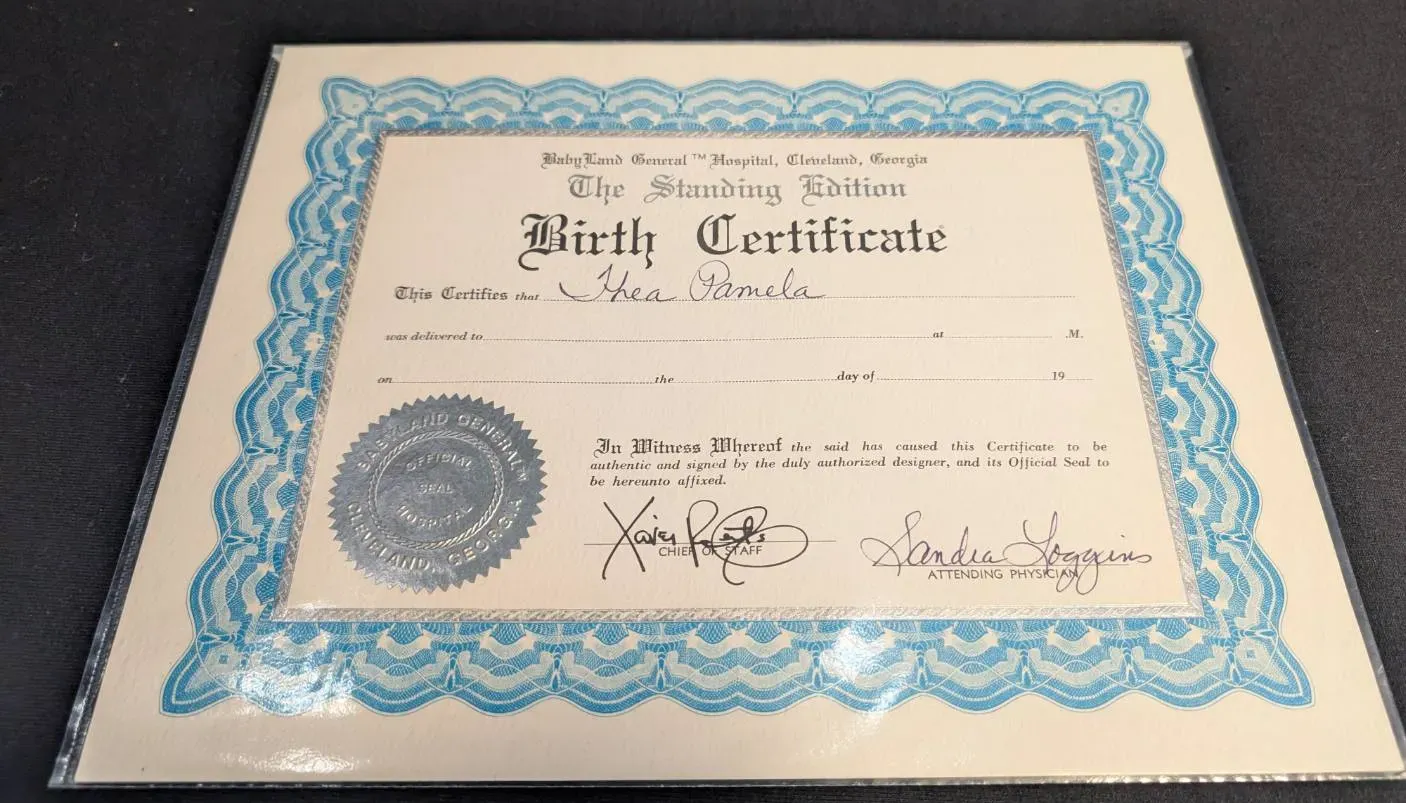 BabyLand General™ Hospital, Cleveland, Georgia
The Standing Edition
Birth Certificate
This Certifies that Thea Pamela
was delivered to at .M.
on the day of 19
In Witness Whereof the said has caused this Certificate to be
authentic and signed by the duly authorized designer, and its Official Seal to
be hereunto affixed.
BABYLAND GENERAL™
OFFICIAL
SEAL
HOSPITAL
CLEVELAND, GEORGIA
Xavier Roberts
CHIEF OF STAFF
Sandra Loggins
ATTENDING PHYSICIAN